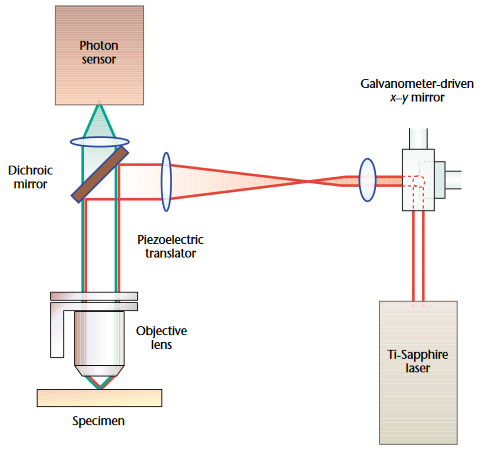 Photon
sensor
Galvanometer-driven
x–y mirror
Dichroic
mirror
Piezoelectric
translator
Objective
lens
Ti-Sapphire
laser
Specimen